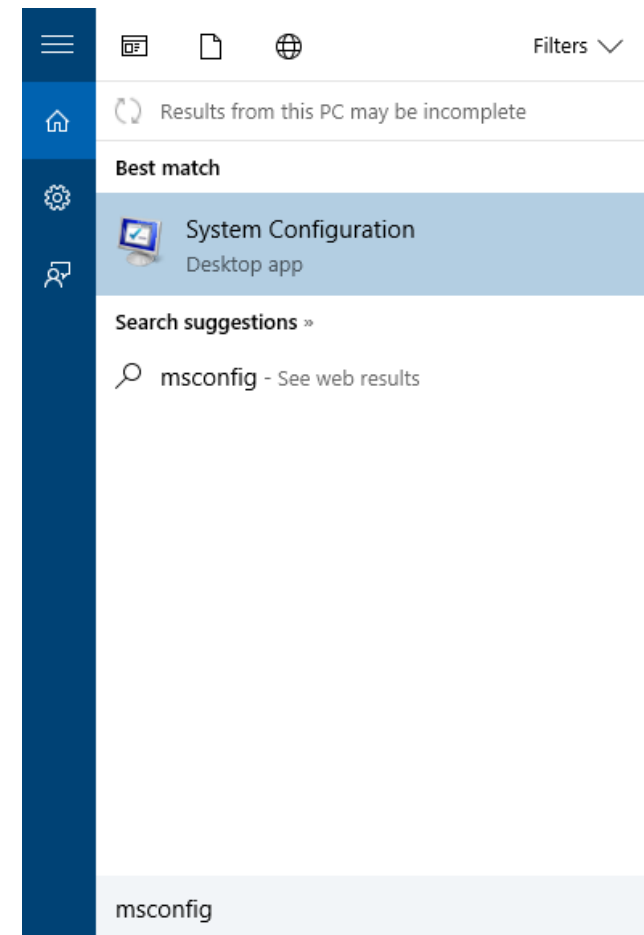 Filters
Results from this PC may be incomplete
Best match
System Configuration
Desktop app
Search suggestions »
msconfig - See web results
msconfig